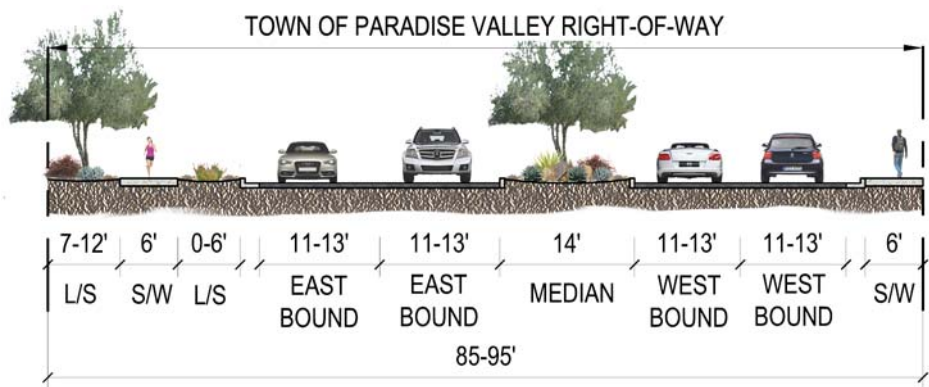 TOWN OF PARADISE VALLEY RIGHT-OF-WAY
7-12' 6' 0-6' 11-13' 11-13' 14' 11-13' 11-13' 6'
L/S S/W L/S EAST BOUND EAST BOUND MEDIAN WEST BOUND WEST BOUND S/W
85-95'